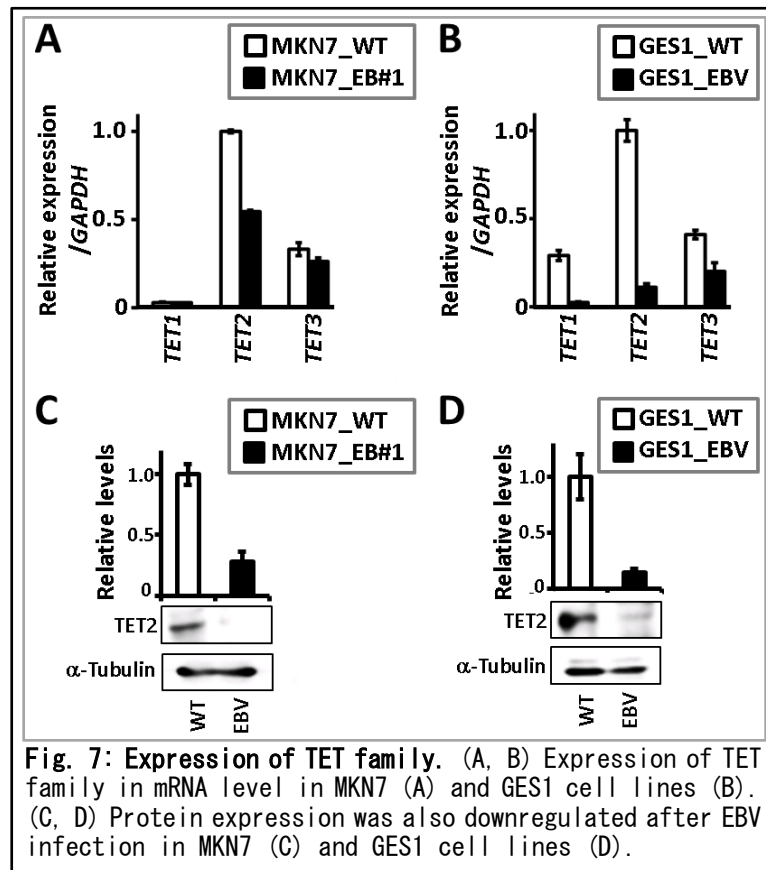 A
MKN7_WT
MKN7_EB#1
Relative expression
/GAPDH
1.0
0.5
0
TET1
TET2
TET3
B
GES1_WT
GES1_EBV
Relative expression
/GAPDH
1.0
0.5
0
TET1
TET2
TET3
C
MKN7_WT
MKN7_EB#1
Relative levels
1.0
0.5
0
TET2
α-Tubulin
WT
EBV
D
GES1_WT
GES1_EBV
Relative levels
1.0
0.5
0
TET2
α-Tubulin
WT
EBV
Fig. 7: Expression of TET family. (A, B) Expression of TET
family in mRNA level in MKN7 (A) and GES1 cell lines (B).
(C, D) Protein expression was also downregulated after EBV
infection in MKN7 (C) and GES1 cell lines (D).